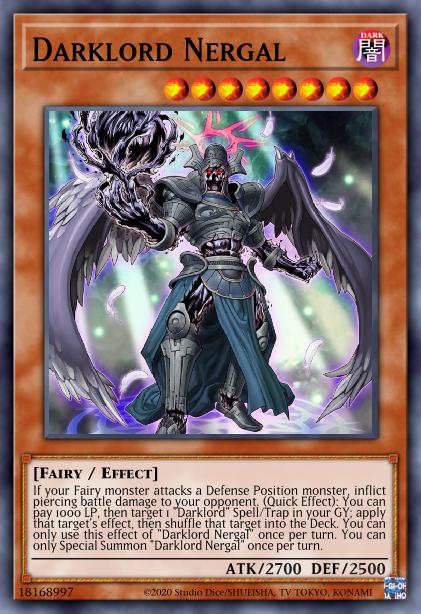 Darklord Nergal
DARK
闇
[Fairy / Effect]
If your Fairy monster attacks a Defense Position monster, inflict
piercing battle damage to your opponent. (Quick Effect): You can
pay 1000 LP, then target 1 "Darklord" Spell/Trap in your GY; apply
that target's effect, then shuffle that target into the Deck. You can
only use this effect of "Darklord Nergal" once per turn. You can
only Special Summon "Darklord Nergal" once per turn.
ATK/2700 DEF/2500
18168997
©2020 Studio Dice/SHUEISHA, TV TOKYO, KONAMI